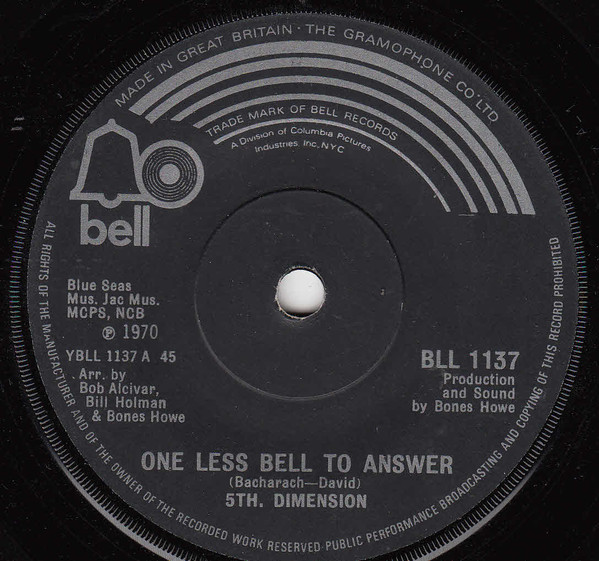 MADE IN GREAT BRITAIN · THE GRAMOPHONE CO LTD
TRADE MARK OF BELL RECORDS
A Division of Columbia Pictures
Industries, Inc, NYC
bell
Blue Seas
Mus. Jac Mus.
MCPS, NCB
℗ 1970
YBLL 1137 A 45
Arr. by
Bob Alcivar,
Bill Holman
& Bones Howe
BLL 1137
Production
and Sound
by Bones Howe
ONE LESS BELL TO ANSWER
(Bacharach—David)
5TH. DIMENSION
ALL RIGHTS OF THE MANUFACTURER AND OF THE OWNER OF THE RECORDED WORK RESERVED·PUBLIC PERFORMANCE BROADCASTING AND COPYING OF THIS RECORD PROHIBITED